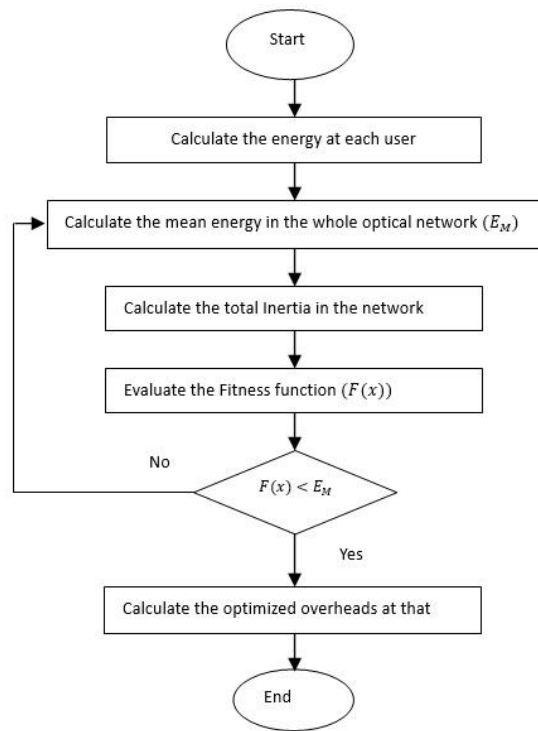 Start
Calculate the energy at each user
Calculate the mean energy in the whole optical network (E_M)
Calculate the total Inertia in the network
Evaluate the Fitness function (F(x))
No
F(x) < E_M
Yes
Calculate the optimized overheads at that
End